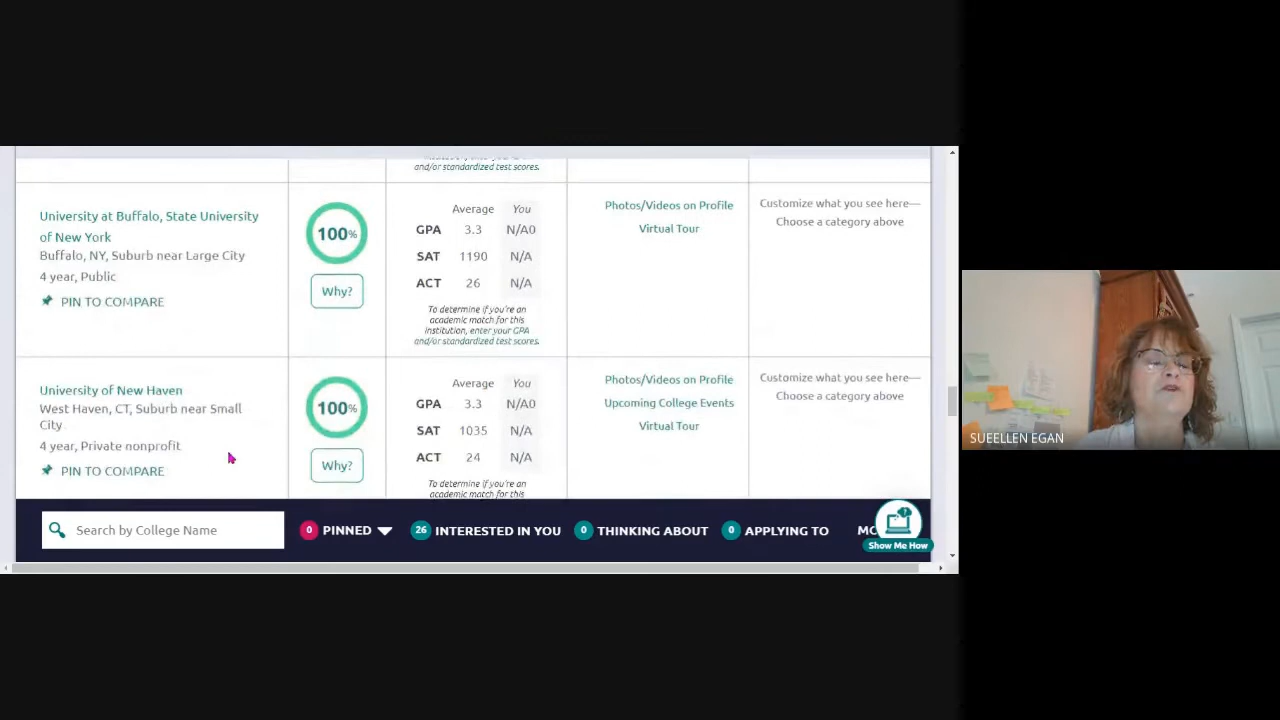 and/or standardized test scores.
University at Buffalo, State University
of New York
Buffalo, NY, Suburb near Large City
4 year, Public
PIN TO COMPARE
100%
Why?
Average You
GPA 3.3 N/A0
SAT 1190 N/A
ACT 26 N/A
To determine if you're an
academic match for this
institution, enter your GPA
and/or standardized test scores.
Photos/Videos on Profile
Virtual Tour
Customize what you see here—
Choose a category above
University of New Haven
West Haven, CT, Suburb near Small
City
4 year, Private nonprofit
PIN TO COMPARE
100%
Why?
Average You
GPA 3.3 N/A0
SAT 1035 N/A
ACT 24 N/A
To determine if you're an
academic match for this
Photos/Videos on Profile
Upcoming College Events
Virtual Tour
Customize what you see here—
Choose a category above
Search by College Name
0 PINNED
26 INTERESTED IN YOU
0 THINKING ABOUT
0 APPLYING TO
Show Me How
SUEELLEN EGAN